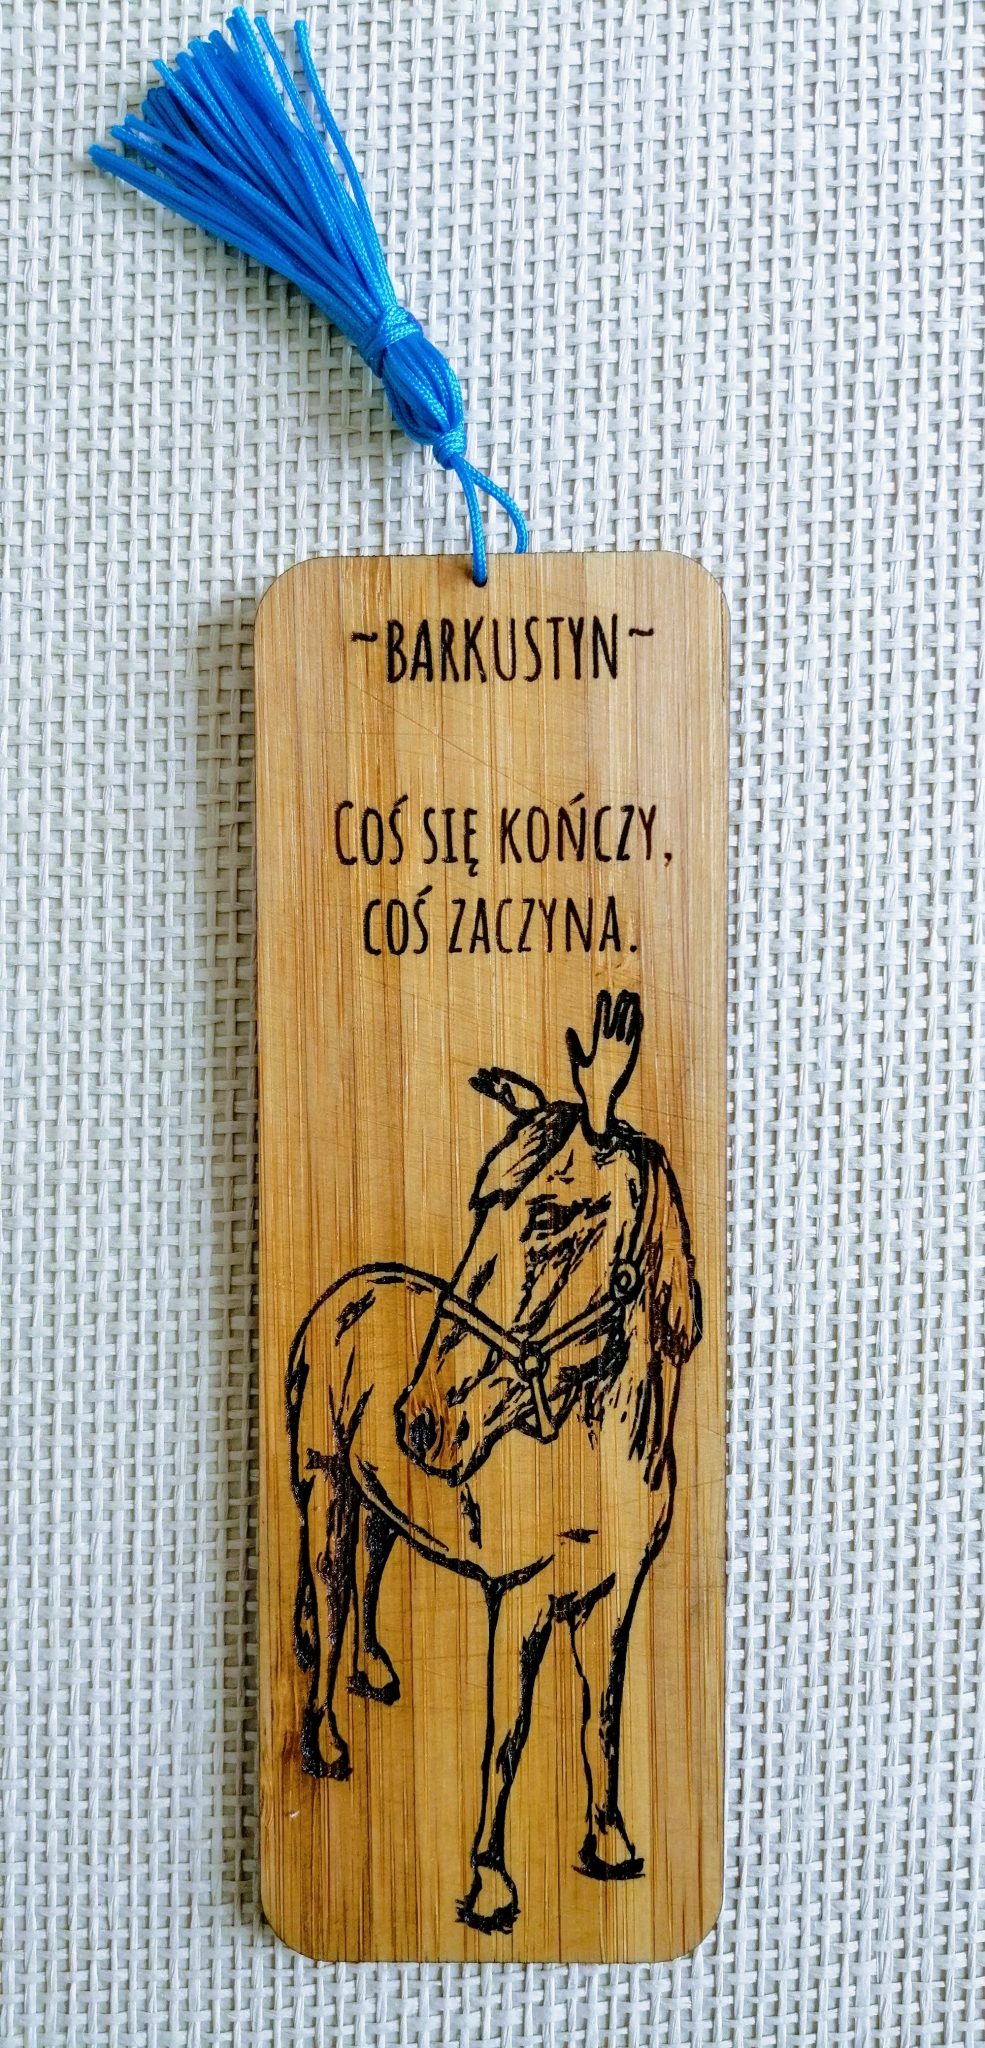 ~BARKUSTYN~
Coś się kończy,
coś zaczyna.